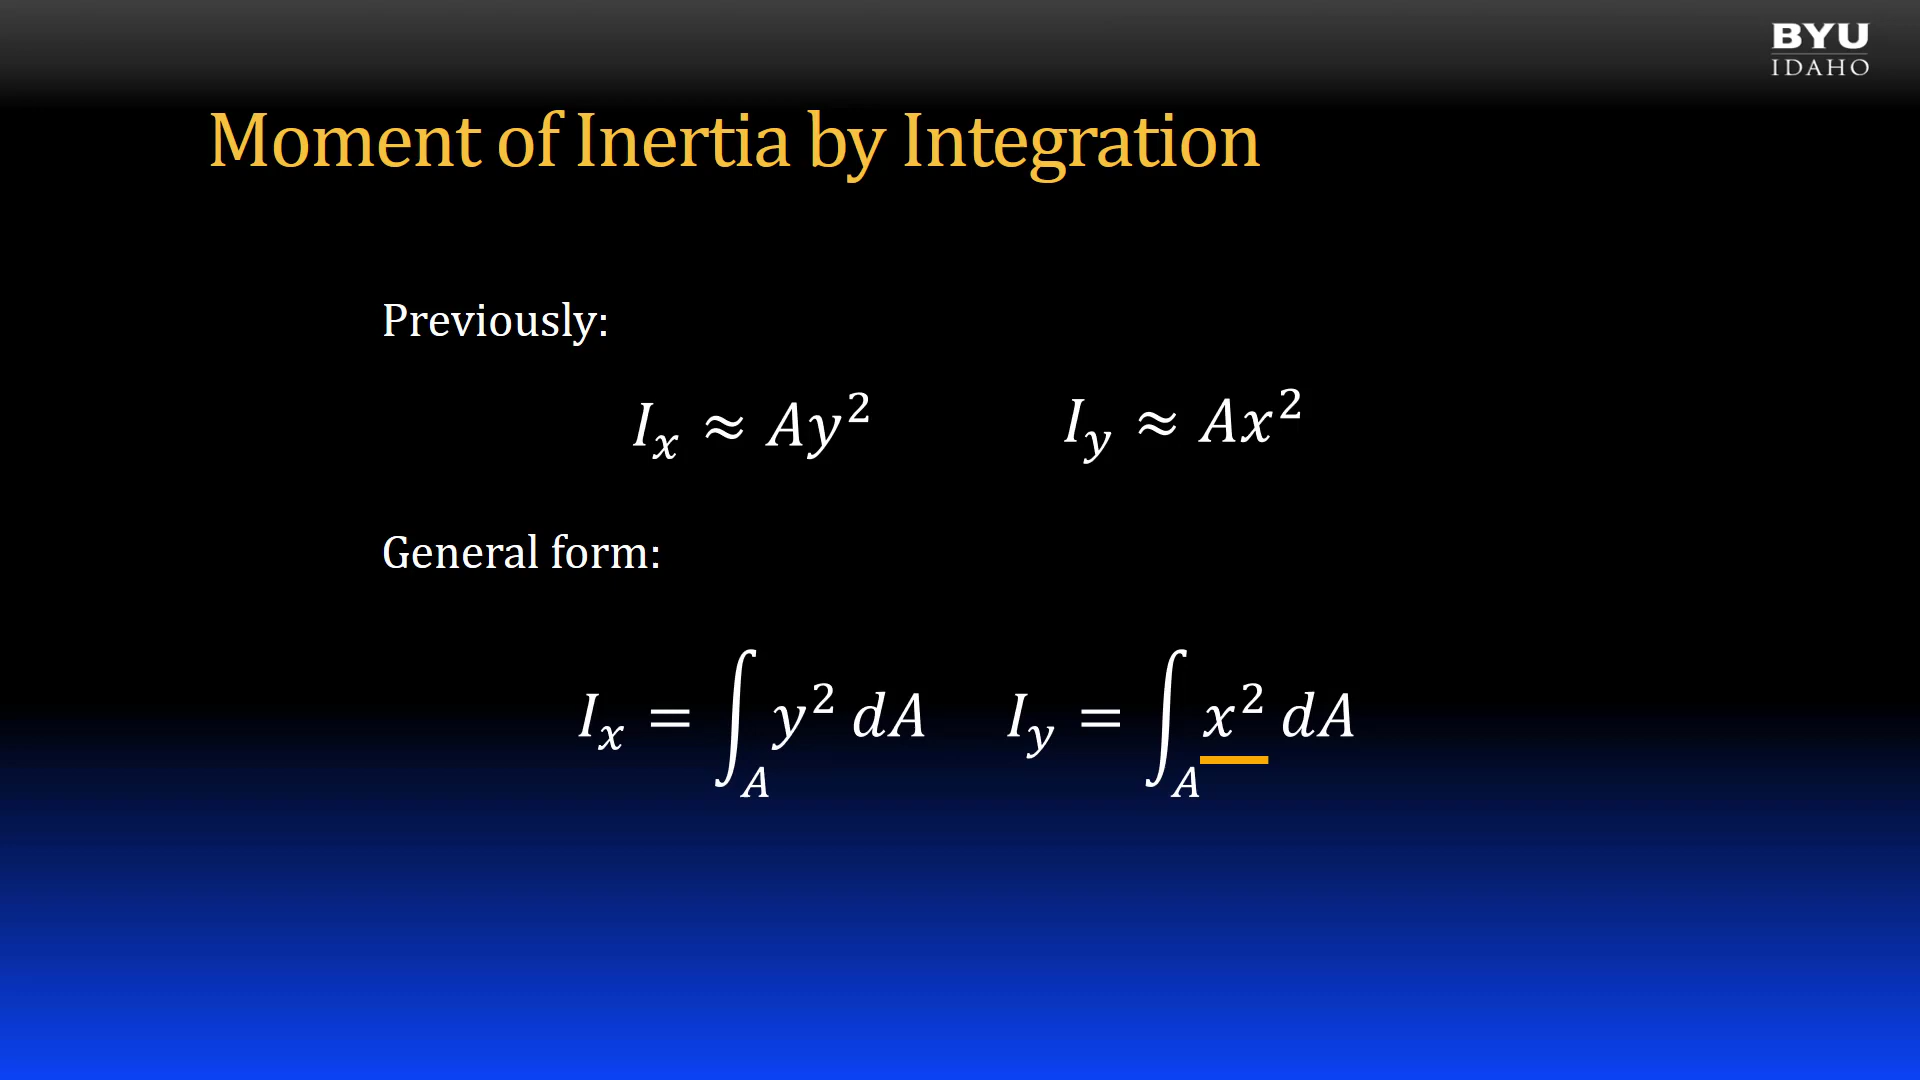 BYU
IDAHO
Moment of Inertia by Integration
Previously:
I_x ≈ Ay² I_y ≈ Ax²
General form:
I_x = ∫_A y² dA I_y = ∫_A x² dA